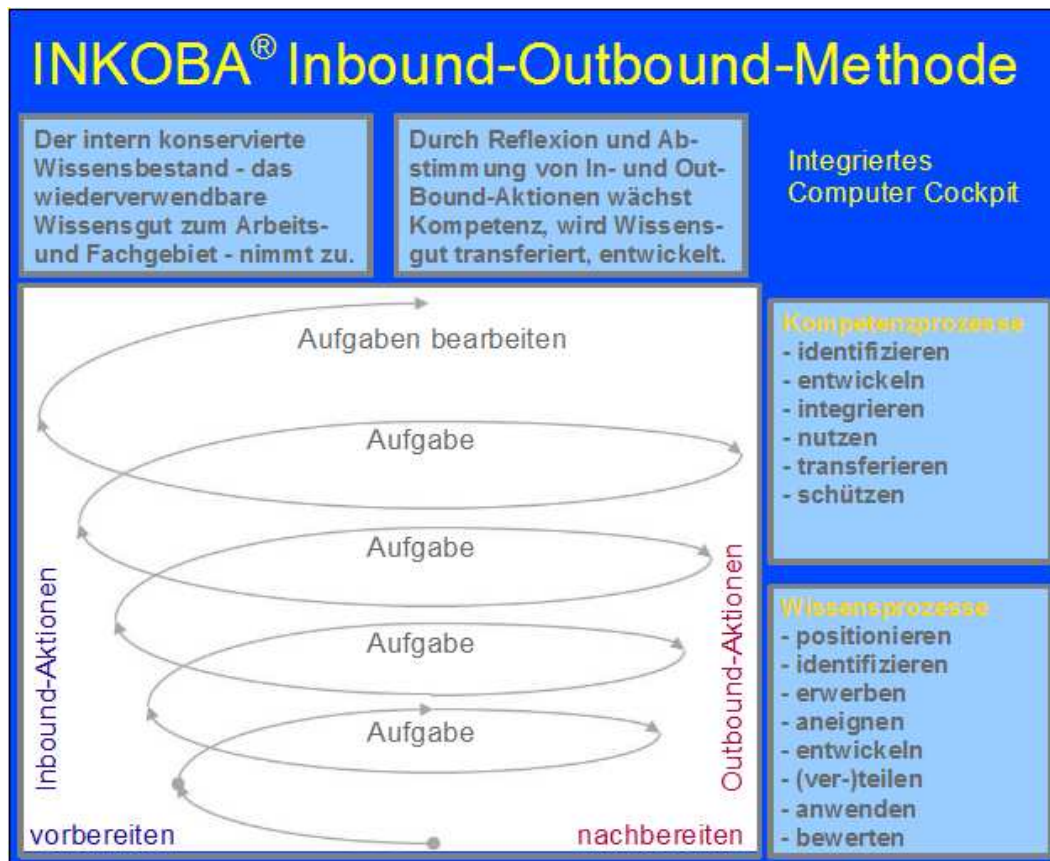 INKOBA® Inbound-Outbound-Methode
Der intern konservierte
Wissensbestand - das
wiederverwendbare
Wissensgut zum Arbeits-
und Fachgebiet - nimmt zu.
Durch Reflexion und Ab-
stimmung von In- und Out-
Bound-Aktionen wächst
Kompetenz, wird Wissens-
gut transferiert, entwickelt.
Integriertes
Computer Cockpit
Aufgaben bearbeiten
Aufgabe
Aufgabe
Aufgabe
Aufgabe
Inbound-Aktionen
Outbound-Aktionen
vorbereiten
nachbereiten
Kompetenzprozesse
- identifizieren
- entwickeln
- integrieren
- nutzen
- transferieren
- schützen
Wissensprozesse
- positionieren
- identifizieren
- erwerben
- aneignen
- entwickeln
- (ver-)teilen
- anwenden
- bewerten